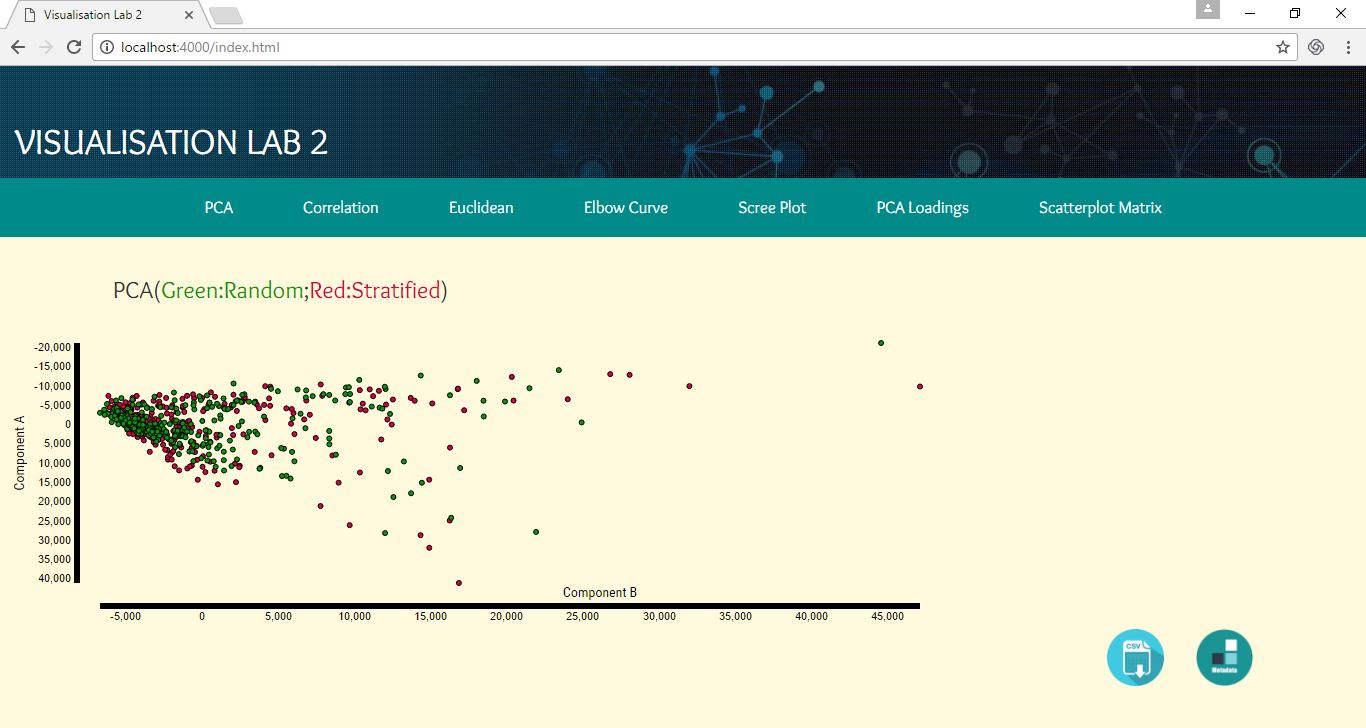 Visualisation Lab 2
localhost:4000/index.html
VISUALISATION LAB 2
PCA Correlation Euclidean Elbow Curve Scree Plot PCA Loadings Scatterplot Matrix
PCA(Green:Random;Red:Stratified)
-20,000
-15,000
-10,000
-5,000
0
5,000
10,000
15,000
20,000
25,000
30,000
35,000
40,000
Component A
Component B
-5,000 0 5,000 10,000 15,000 20,000 25,000 30,000 35,000 40,000 45,000
CSV
Metadata